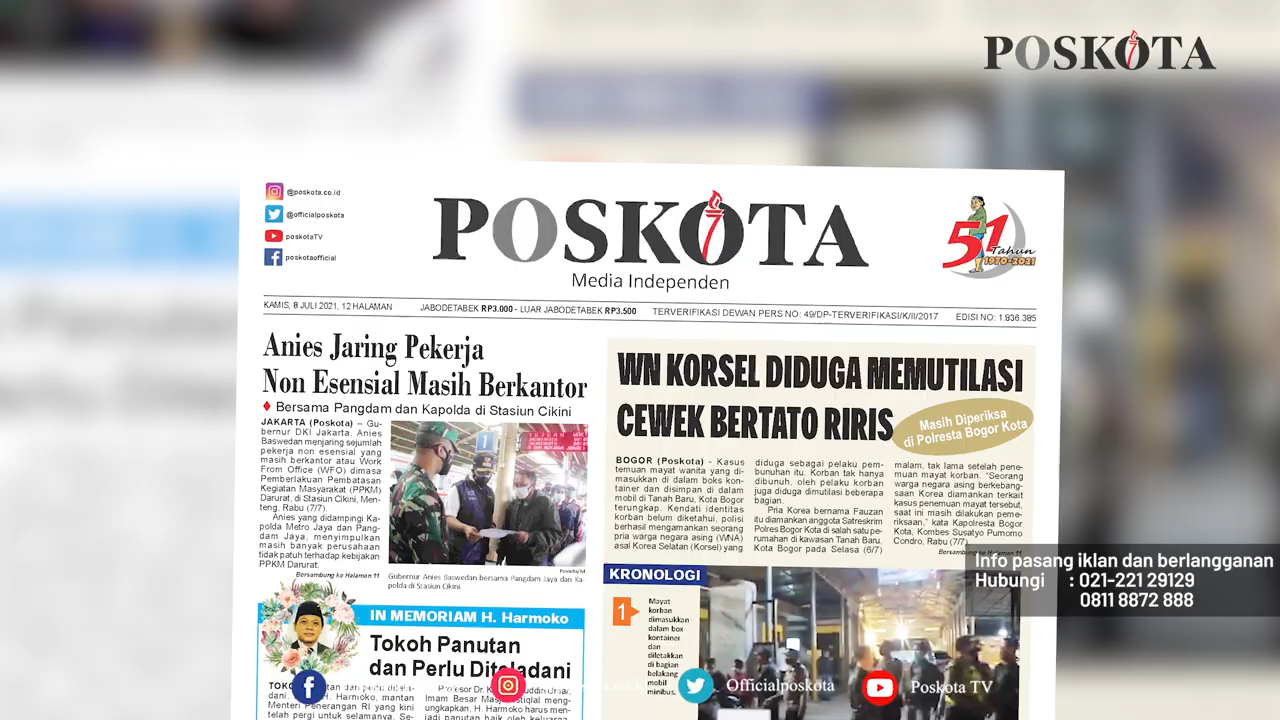 POSKOTA
@poskota.co.id
@officialposkota
poskotaTV
poskotaofficial
POSKOTA
Media Independen
51
Tahun
1970-2021
KAMIS, 8 JULI 2021, 12 HALAMAN
JABODETABEK RP3.000 - LUAR JABODETABEK RP3.500
TERVERIFIKASI DEWAN PERS NO: 49/DP-TERVERIFIKASI/K/II/2017
EDISI NO: 1.836.385
Anies Jaring Pekerja
Non Esensial Masih Berkantor
Bersama Pangdam dan Kapolda di Stasiun Cikini
JAKARTA (Poskota) – Gu-
bernur DKI Jakarta, Anies
Baswedan menjaring sejumlah
pekerja non esensial yang
masih berkantor atau Work
From Office (WFO) dimasa
Pemberlakuan Pembatasan
Kegiatan Masyarakat (PPKM)
Darurat, di Stasiun Cikini, Men-
teng, Rabu (7/7).
Anies yang didampingi Ka-
polda Metro Jaya dan Pang-
dam Jaya, menyimpulkan
masih banyak perusahaan
tidak patuh terhadap kebijakan
PPKM Darurat.
Bersambung ke Halaman 11
Gubernur Anies Baswedan bersama Pangdam Jaya dan Ka-
polda di Stasiun Cikini.
WN KORSEL DIDUGA MEMUTILASI
CEWEK BERTATO RIRIS
Masih Diperiksa
di Polresta Bogor Kota
BOGOR (Poskota) - Kasus
temuan mayat wanita yang di-
masukkan di dalam boks kon-
tainer dan disimpan di dalam
mobil di Tanah Baru, Kota Bogor
terungkap. Kendati identitas
korban belum diketahui, polisi
berhasil mengamankan seorang
pria warga negara asing (WNA)
asal Korea Selatan (Korsel) yang
diduga sebagai pelaku pem-
bunuhan itu. Korban tak hanya
dibunuh, oleh pelaku korban
juga diduga dimutilasi beberapa
bagian.
Pria Korea bernama Fauzan
itu diamankan anggota Satreskrim
Polres Bogor Kota di salah satu pe-
rumahan di kawasan Tanah Baru,
Kota Bogor pada Selasa (6/7)
malam, tak lama setelah pene-
muan mayat korban. "Seorang
warga negara asing berkebang-
saan Korea diamankan terkait
kasus penemuan mayat tersebut,
saat ini masih dilakukan peme-
riksaan," kata Kapolresta Bogor
Kota, Kombes Susatyo Purnomo
Condro, Rabu (7/7).
Bersambung ke Halaman 11
KRONOLOGI
1
Mayat
korban
dimasukkan
dalam box
kontainer
dan
diletakkan
di bagian
belakang
mobil
minibus.
Info pasang iklan dan berlangganan
Hubungi : 021-221 29129
0811 8872 888
IN MEMORIAM H. Harmoko
Tokoh Panutan
dan Perlu Diteladani
Officialposkota
Poskota TV